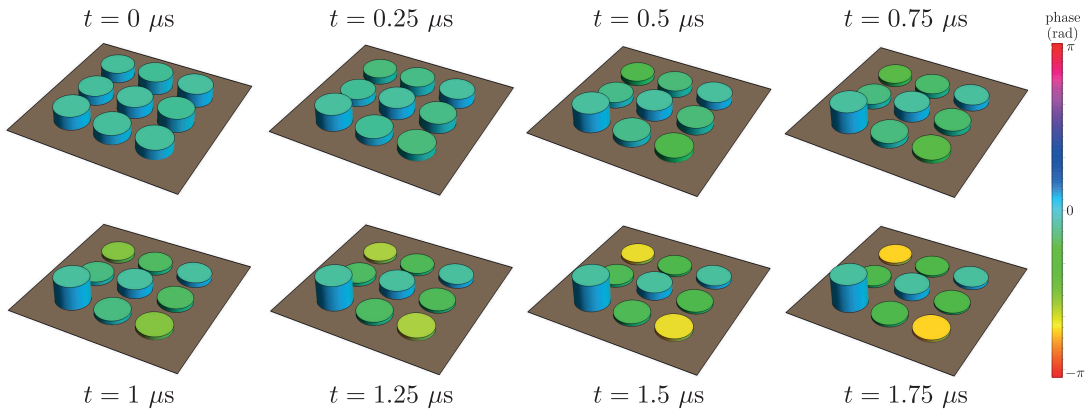 t = 0 μs
t = 0.25 μs
t = 0.5 μs
t = 0.75 μs
phase
(rad)
π
0
−π
t = 1 μs
t = 1.25 μs
t = 1.5 μs
t = 1.75 μs